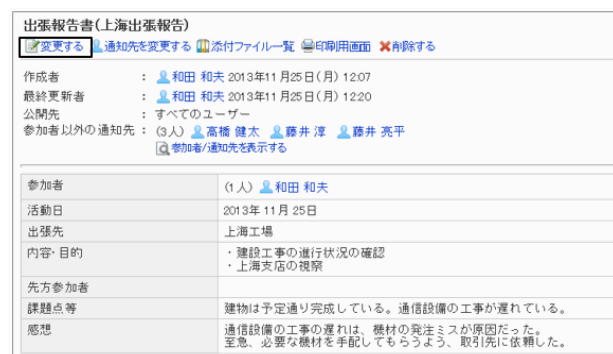 出張報告書(上海出張報告)
変更する 通知先を変更する 添付ファイル一覧 印刷用画面 削除する
作成者 : 和田 和夫 2013年11月25日(月) 12:07
最終更新者 : 和田 和夫 2013年11月25日(月) 12:20
公開先 : すべてのユーザー
参加者以外の通知先 : (3人) 高橋 健太 藤井 淳 藤井 亮平
参加者/通知先を表示する
参加者 (1人) 和田 和夫
活動日 2013年 11月 25日
出張先 上海工場
内容・目的 ・建設工事の進行状況の確認
・上海支店の視察
先方参加者
課題点等 建物は予定通り完成している。通信設備の工事が遅れている。
感想 通信設備の工事の遅れは、機材の発注ミスが原因だった。
至急、必要な機材を手配してもらうよう、取引先に依頼した。